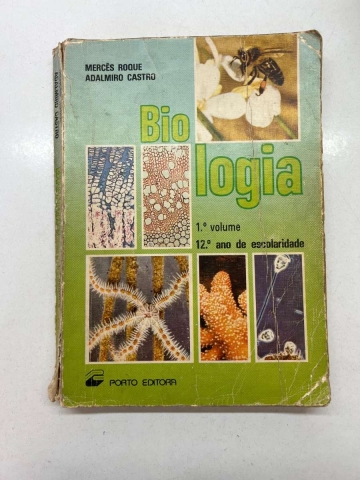 MERCÊS ROQUE
ADALMIRO CASTRO
Bio
logia
1.º volume
12.º ano de escolaridade
PORTO EDITORA